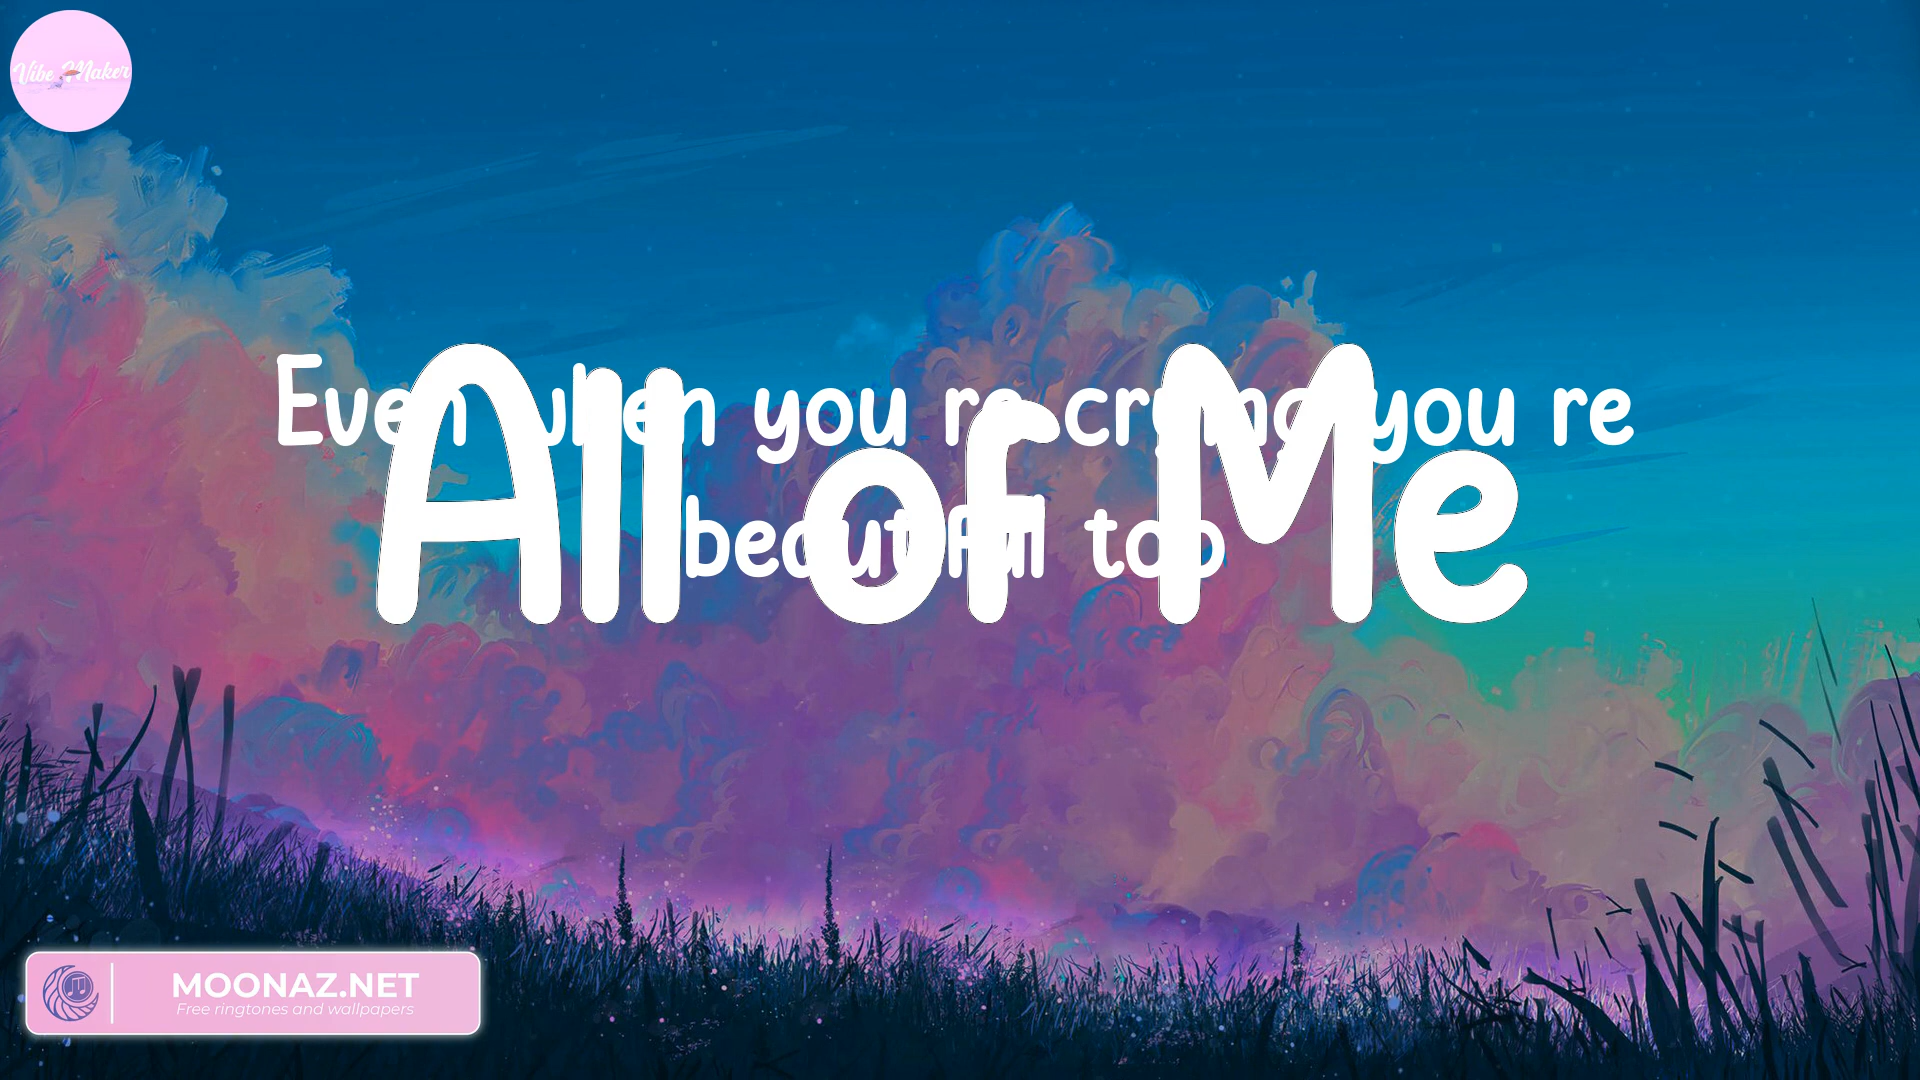 Vibe Maker
Even when you re crying you re
All of Me
beautiful too
MOONAZ.NET
Free ringtones and wallpapers